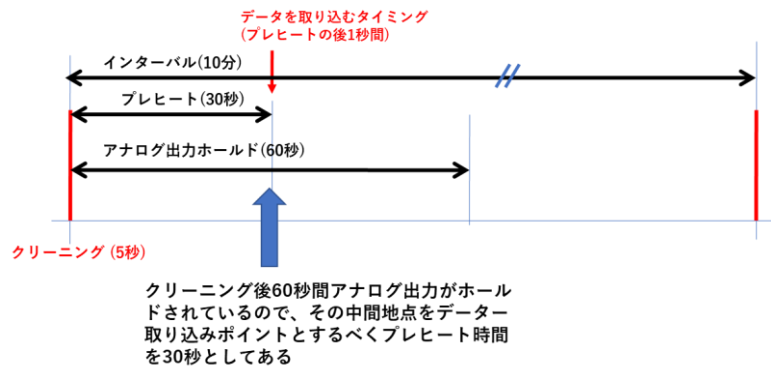 データを取り込むタイミング
(プレヒートの後1秒間)
インターバル(10分)
プレヒート(30秒)
アナログ出力ホールド(60秒)
クリーニング (5秒)
クリーニング後60秒間アナログ出力がホール
ドされているので、その中間地点をデーター
取り込みポイントとするべくプレヒート時間
を30秒としてある